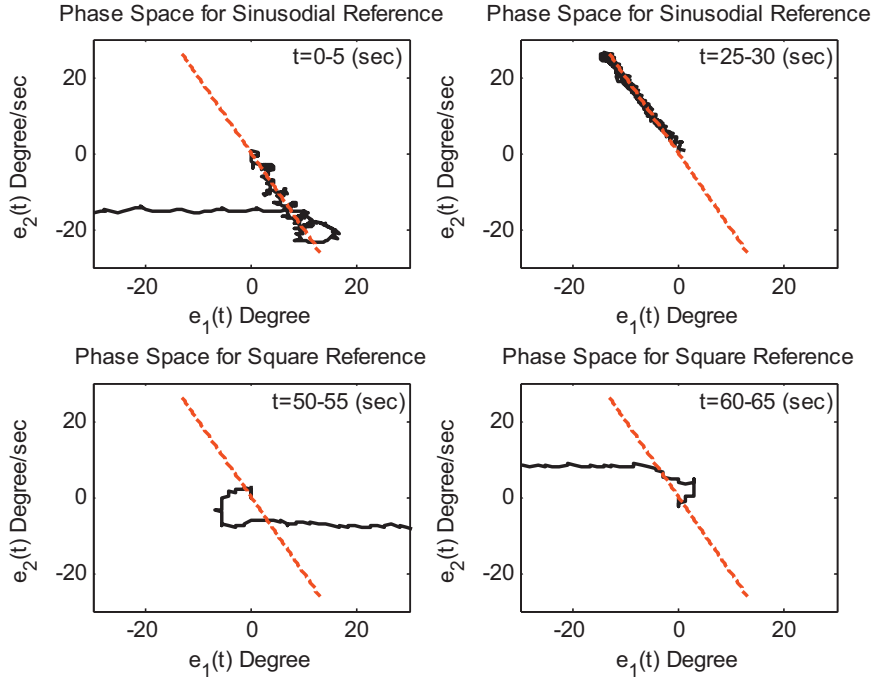 Phase Space for Sinusodial Reference
t=0-5 (sec)
20
0
-20
e2(t) Degree/sec
-20
0
20
e1(t) Degree
Phase Space for Sinusodial Reference
t=25-30 (sec)
20
0
-20
e2(t) Degree/sec
-20
0
20
e1(t) Degree
Phase Space for Square Reference
t=50-55 (sec)
20
0
-20
e2(t) Degree/sec
-20
0
20
e1(t) Degree
Phase Space for Square Reference
t=60-65 (sec)
20
0
-20
e2(t) Degree/sec
-20
0
20
e1(t) Degree